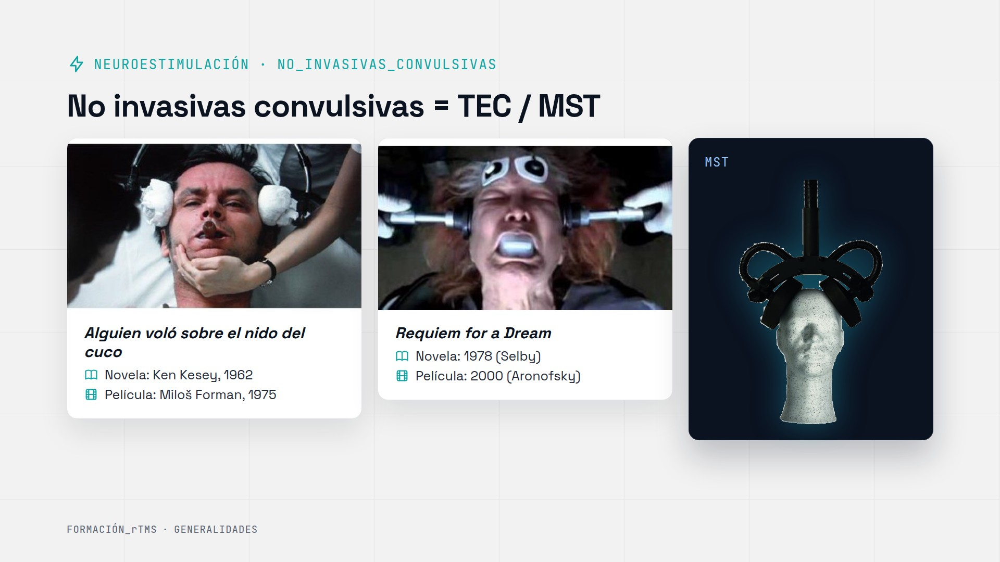 NEUROESTIMULACIÓN · NO_INVASIVAS_CONVULSIVAS
No invasivas convulsivas = TEC / MST
Alguien voló sobre el nido del
cuco
Novela: Ken Kesey, 1962
Película: Miloš Forman, 1975
Requiem for a Dream
Novela: 1978 (Selby)
Película: 2000 (Aronofsky)
MST
FORMACIÓN_rTMS · GENERALIDADES